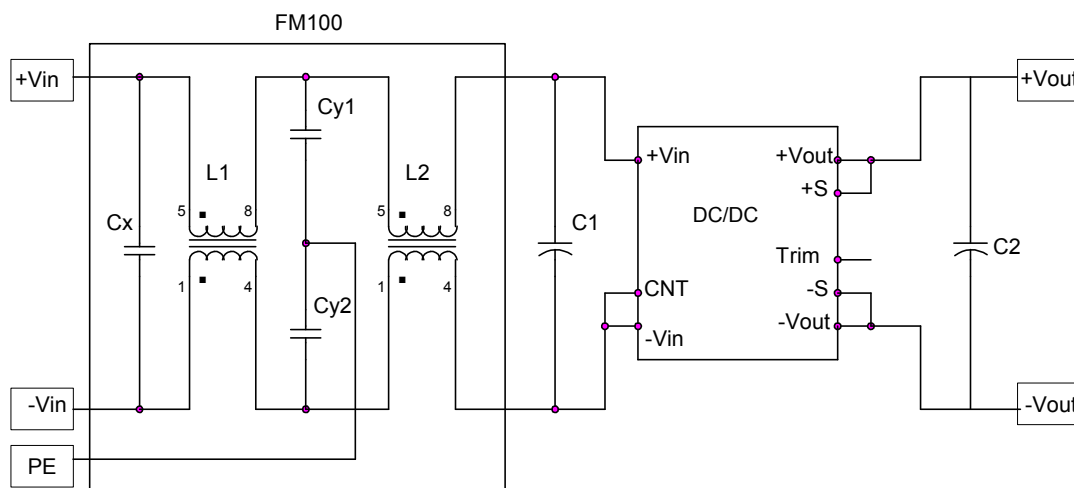 FM100
+Vin
Cx
L1
5
8
1
4
Cy1
Cy2
L2
5
8
1
4
C1
+Vin
+Vout
+S
DC/DC
Trim
CNT
-S
-Vin
-Vout
C2
+Vout
-Vin
-Vout
PE